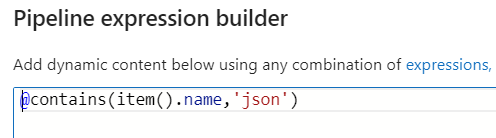 Pipeline expression builder
Add dynamic content below using any combination of expressions,
@contains(item().name,'json')